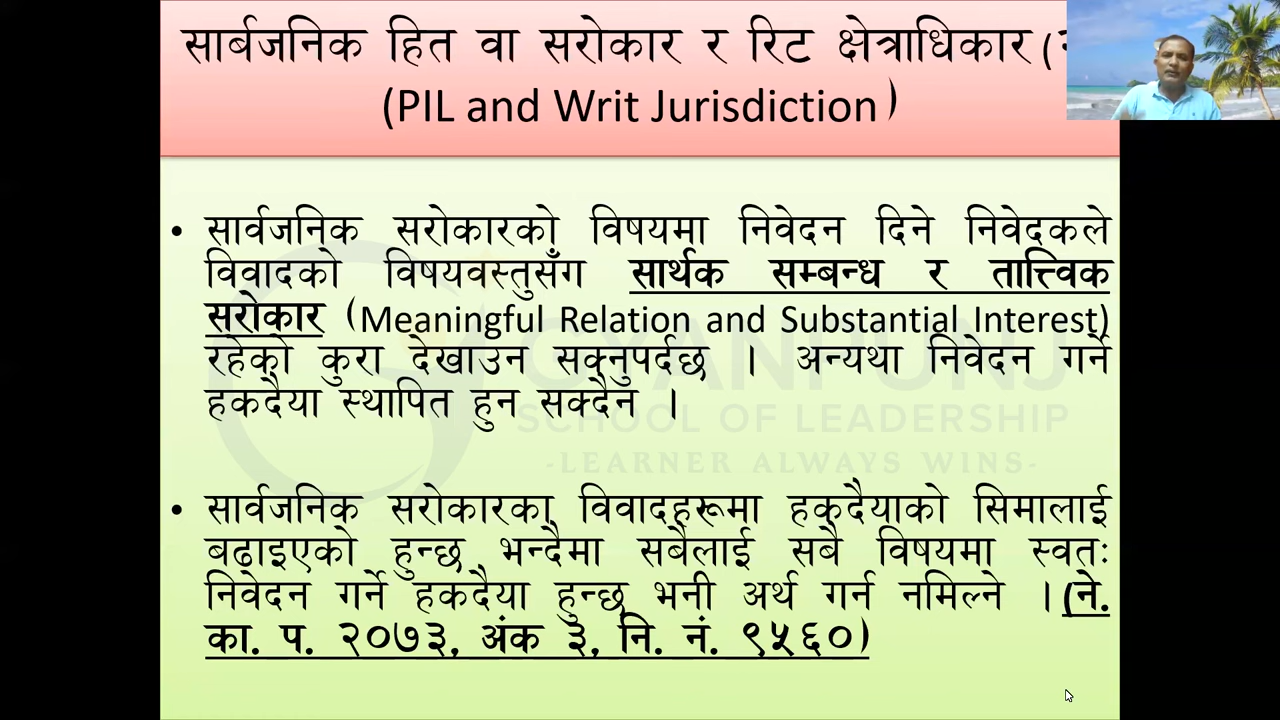 सार्बजनिक हित वा सरोकार र रिट क्षेत्राधिकार(
(PIL and Writ Jurisdiction)
• सार्वजनिक सरोकारको विषयमा निवेदन दिने निवेदकले
विवादको विषयवस्तुसँग सार्थक सम्बन्ध र तात्त्विक
सरोकार (Meaningful Relation and Substantial Interest)
रहेको कुरा देखाउन सक्नुपर्दछ । अन्यथा निवेदन गर्ने
हकदैया स्थापित हुन सक्दैन ।
• सार्वजनिक सरोकारका विवादहरूमा हकदैयाको सिमालाई
बढाइएको हुन्छ भन्दैमा सबैलाई सबै विषयमा स्वतः
निवेदन गर्ने हकदैया हुन्छ भनी अर्थ गर्न नमिल्ने । (ने.
का. प. २०७३, अंक ३, नि. नं. ९५६०)
GYANPUNJ
SCHOOL OF LEADERSHIP
-LEARNER ALWAYS WINS-